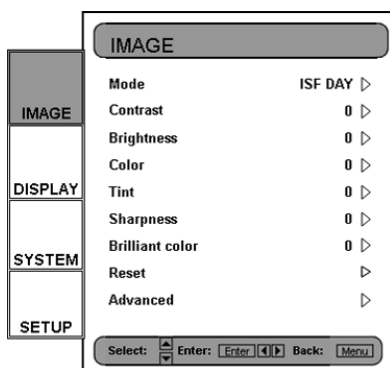 IMAGE
DISPLAY
SYSTEM
SETUP
IMAGE
Mode ISF DAY
Contrast 0
Brightness 0
Color 0
Tint 0
Sharpness 0
Brilliant color 0
Reset
Advanced
Select: Enter: Enter Back: Menu